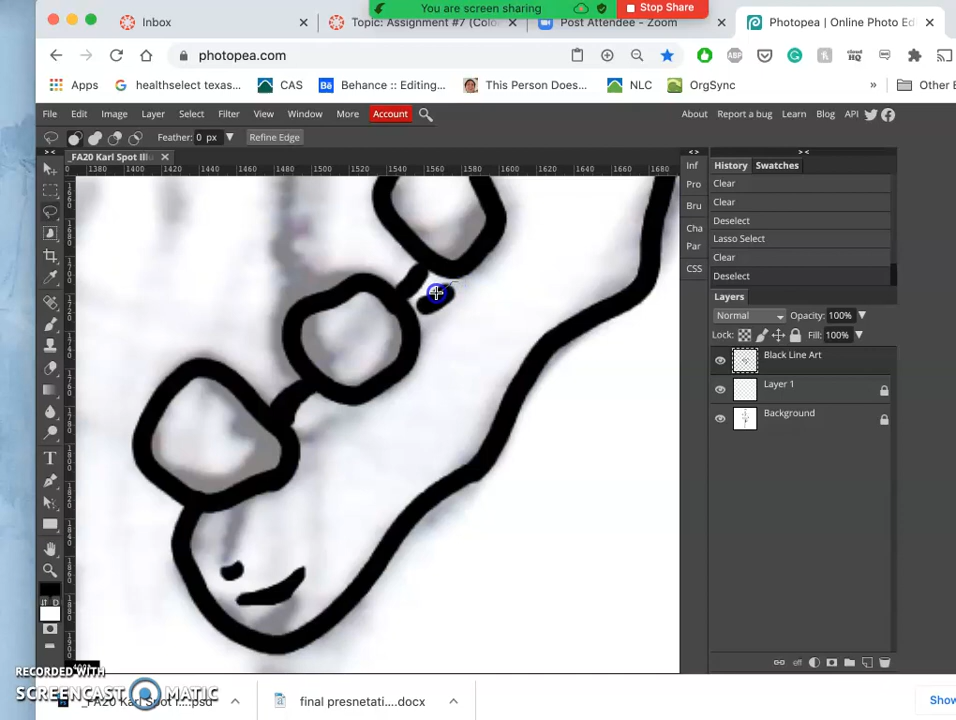 You are screen sharing
Stop Share
Inbox
Topic: Assignment #7 (Colo
Post Attendee - Zoom
Photopea | Online Photo Edi
photopea.com
Apps
healthselect texas...
CAS
Behance :: Editing...
This Person Does...
NLC
OrgSync
»
Other E
File Edit Image Layer Select Filter View Window More Account
About Report a bug Learn Blog API
Feather: 0 px Refine Edge
_FA20 Karl Spot Illu
1380 1400 1420 1440 1460 1480 1500 1520 1540 1560 1580 1600 1620 1640 1660 1680
Inf
Pro
Bru
Cha
Par
CSS
History Swatches
Clear
Clear
Deselect
Lasso Select
Clear
Deselect
Layers
Normal Opacity: 100%
Lock: Fill: 100%
Black Line Art
Layer 1
Background
RECORDED WITH
SCREENCAST MATIC
final presnetati....docx
Show